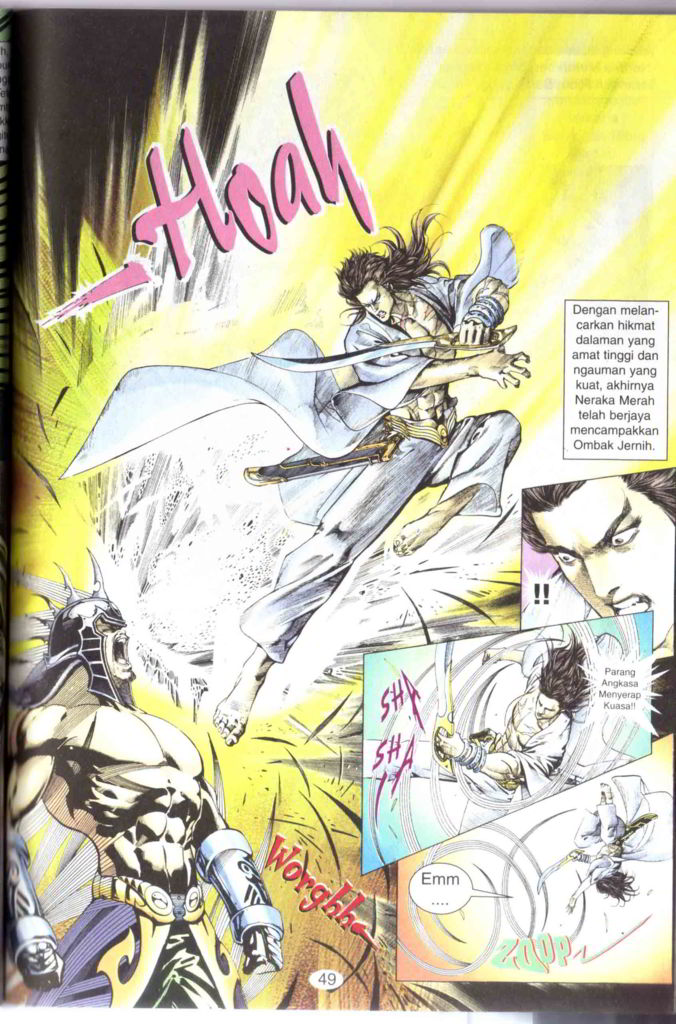 Hoah
Dengan melan-
carkan hikmat
dalaman yang
amat tinggi dan
ngauman yang
kuat, akhirnya
Neraka Merah
telah berjaya
mencampakkan
Ombak Jernih.
!!
Parang
Angkasa
Menyerap
Kuasa!!
SHA
SHA
Worghh
Emm
....
ZOOP
49